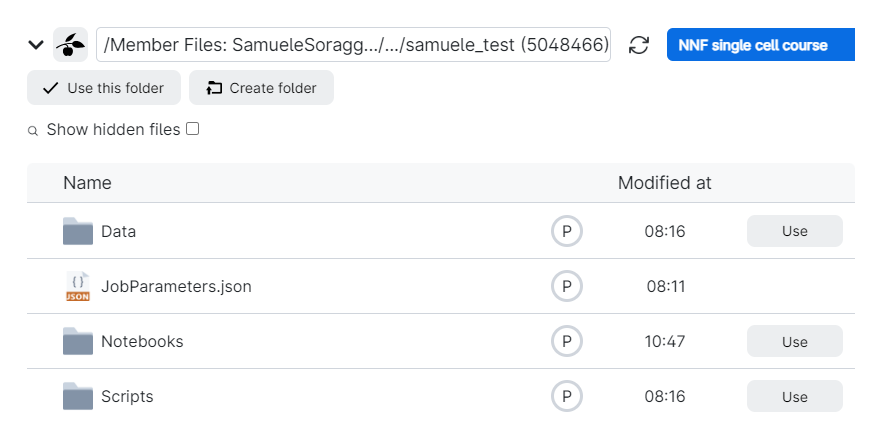 /Member Files: SamueleSoragg.../.../samuele_test (5048466)
NNF single cell course
Use this folder
Create folder
Show hidden files
Name Modified at
Data P 08:16 Use
{ } JSON JobParameters.json P 08:11
Notebooks P 10:47 Use
Scripts P 08:16 Use